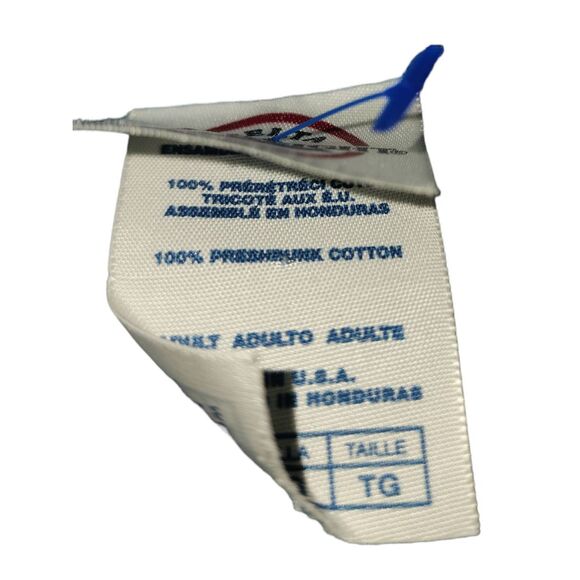 100% PRÉRÉTRÉCI
TRICOTÉ AUX É.U.
ASSEMBLÉ EN HONDURAS
100% PRESHRUNK COTTON
ADULTO ADULTE
IN U.S.A.
HONDURAS
TAILLE
TG